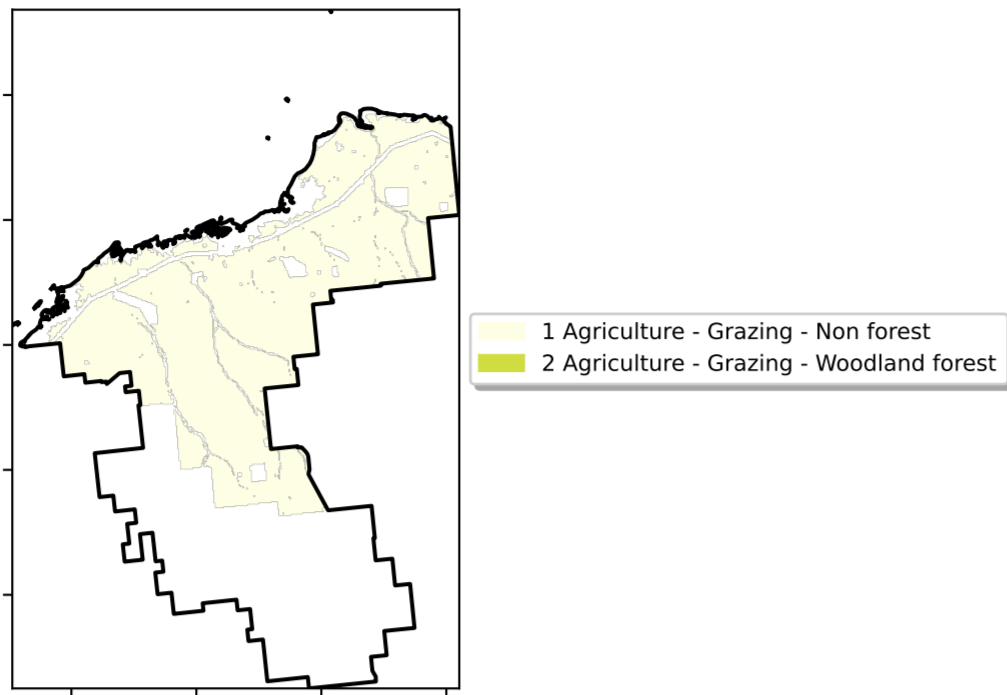 1 Agriculture - Grazing - Non forest
2 Agriculture - Grazing - Woodland forest